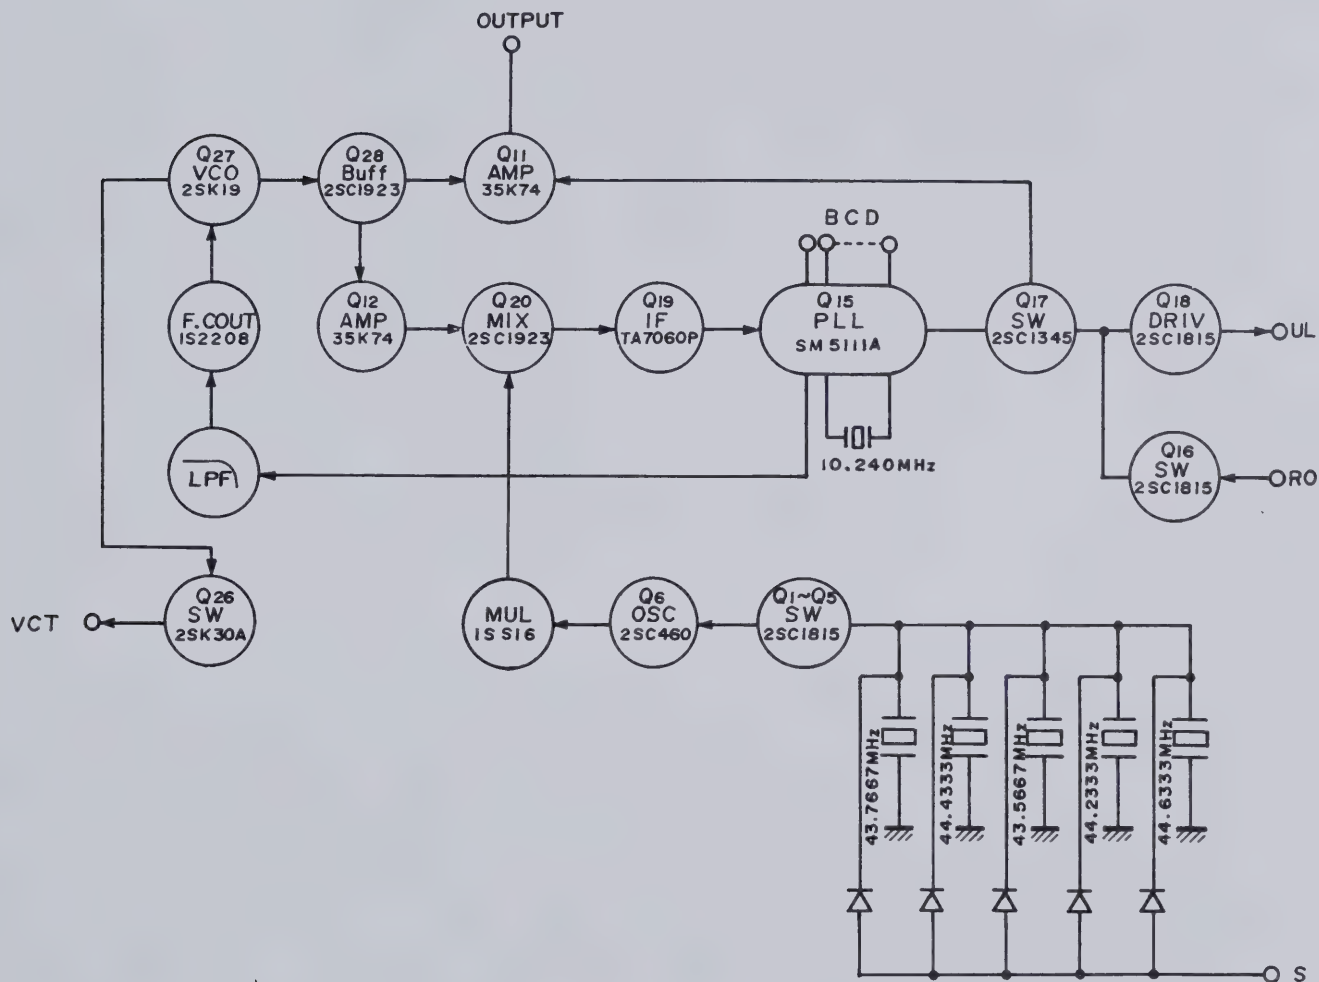 OUTPUT
Q27
VCO
2SK19
Q28
Buff
2SC1923
Q11
AMP
35K74
BCD
F.COUT
1S2208
Q12
AMP
35K74
Q20
MIX
2SC1923
Q19
IF
TA7060P
Q15
PLL
SM5111A
Q17
SW
2SC1345
Q18
DRIV
2SC1815
UL
LPF
10.240MHz
Q16
SW
2SC1815
RO
VCT
Q26
SW
2SK30A
MUL
1SS16
Q6
OSC
2SC460
Q1~Q5
SW
2SC1815
43.7667MHz
44.4333MHz
43.5667MHz
44.2333MHz
44.6333MHz
S